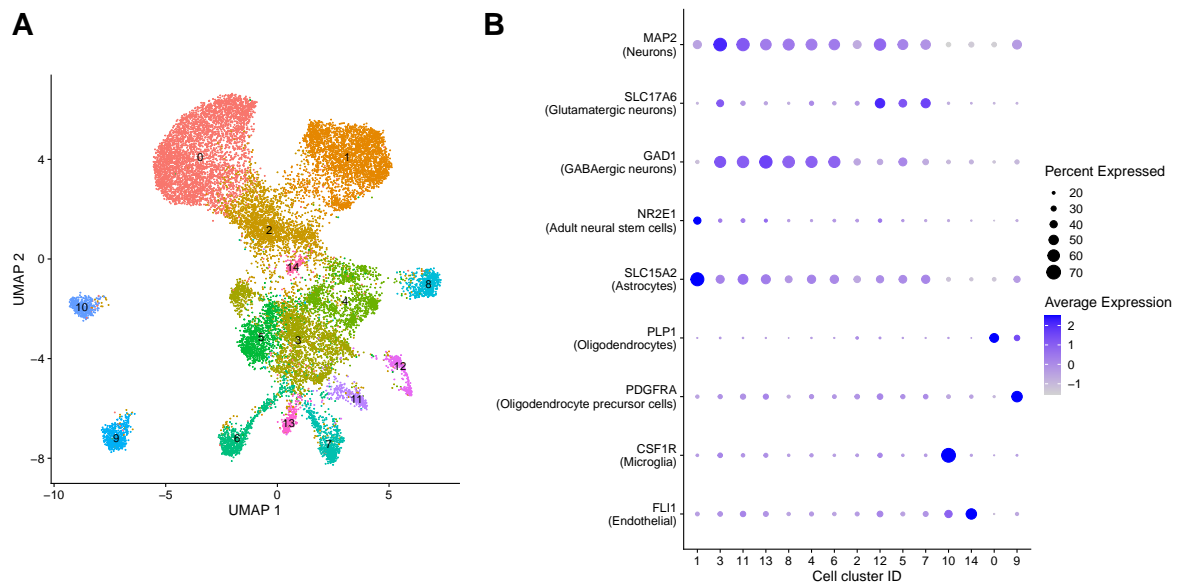 A
B
4
0
−4
−8
UMAP 2
−10
−5
0
5
UMAP 1
0
1
2
14
8
10
4
5
3
12
11
13
9
6
7
MAP2
(Neurons)
SLC17A6
(Glutamatergic neurons)
GAD1
(GABAergic neurons)
NR2E1
(Adult neural stem cells)
SLC15A2
(Astrocytes)
PLP1
(Oligodendrocytes)
PDGFRA
(Oligodendrocyte precursor cells)
CSF1R
(Microglia)
FLI1
(Endothelial)
1 3 11 13 8 4 6 2 12 5 7 10 14 0 9
Cell cluster ID
Percent Expressed
20
30
40
50
60
70
Average Expression
2
1
0
−1